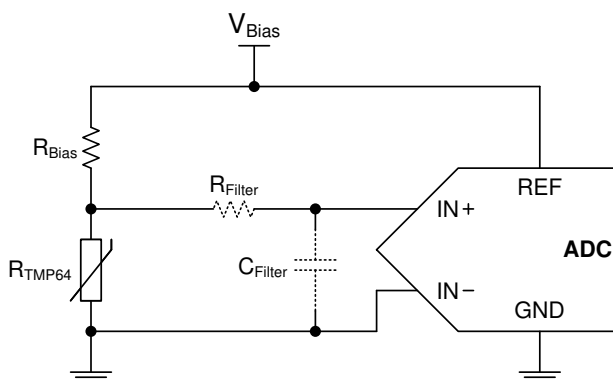 VBias
RBias
RFilter
REF
IN+
ADC
RTMP64
CFilter
IN−
GND